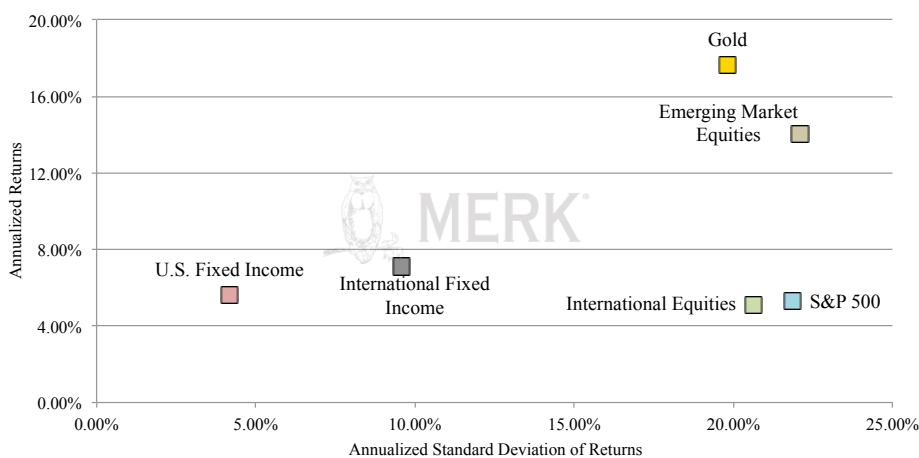 20.00%
Gold
16.00%
Emerging Market
Equities
12.00%
MERK®
8.00%
U.S. Fixed Income
International Fixed
Income
International Equities
S&P 500
4.00%
0.00%
0.00%
5.00%
10.00%
15.00%
20.00%
25.00%
Annualized Returns
Annualized Standard Deviation of Returns